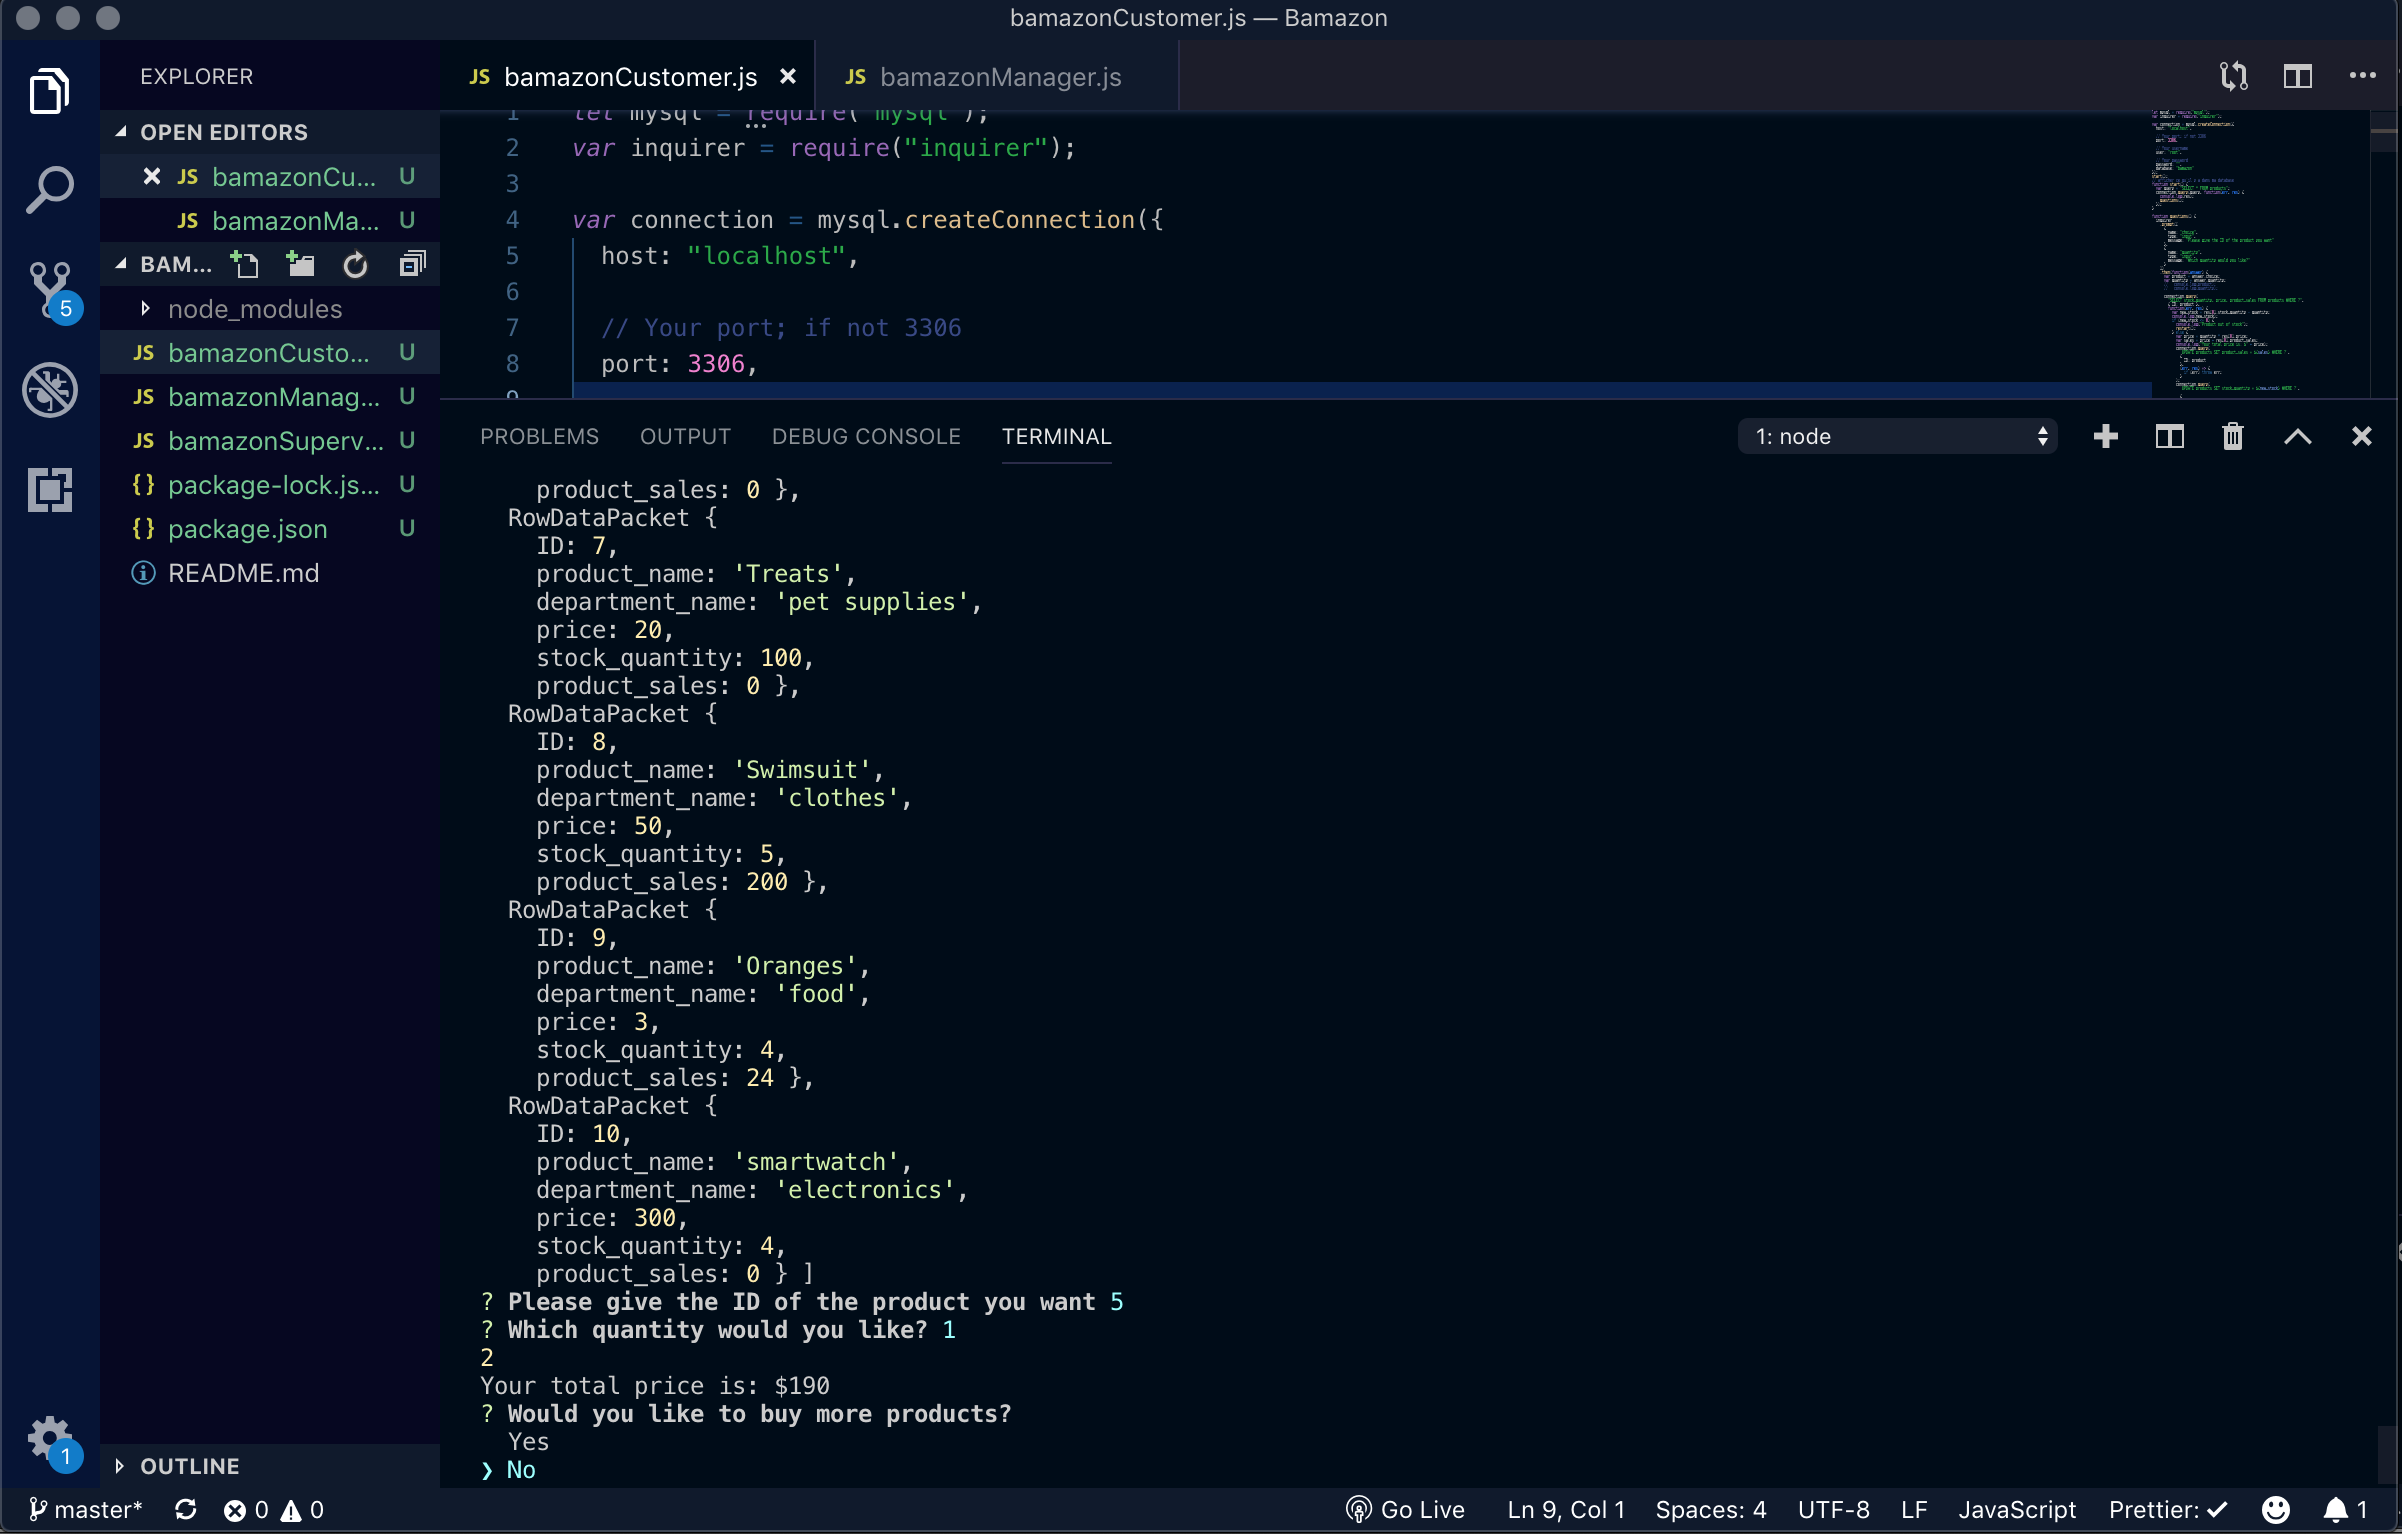 bamazonCustomer.js — Bamazon
EXPLORER
OPEN EDITORS
JS bamazonCu... U
JS bamazonMa... U
BAM...
node_modules
JS bamazonCusto... U
JS bamazonManag... U
JS bamazonSuperv... U
{} package-lock.js... U
{} package.json U
README.md
OUTLINE
5
1
JS bamazonCustomer.js
JS bamazonManager.js
1 let mysql = require("mysql");
2 var inquirer = require("inquirer");
3
4 var connection = mysql.createConnection({
5 host: "localhost",
6
7 // Your port; if not 3306
8 port: 3306,
9
PROBLEMS OUTPUT DEBUG CONSOLE TERMINAL
1: node
product_sales: 0 },
RowDataPacket {
ID: 7,
product_name: 'Treats',
department_name: 'pet supplies',
price: 20,
stock_quantity: 100,
product_sales: 0 },
RowDataPacket {
ID: 8,
product_name: 'Swimsuit',
department_name: 'clothes',
price: 50,
stock_quantity: 5,
product_sales: 200 },
RowDataPacket {
ID: 9,
product_name: 'Oranges',
department_name: 'food',
price: 3,
stock_quantity: 4,
product_sales: 24 },
RowDataPacket {
ID: 10,
product_name: 'smartwatch',
department_name: 'electronics',
price: 300,
stock_quantity: 4,
product_sales: 0 } ]
? Please give the ID of the product you want 5
? Which quantity would you like? 1
2
Your total price is: $190
? Would you like to buy more products?
Yes
❯ No
master* 0 0 Go Live Ln 9, Col 1 Spaces: 4 UTF-8 LF JavaScript Prettier: ✓ 1